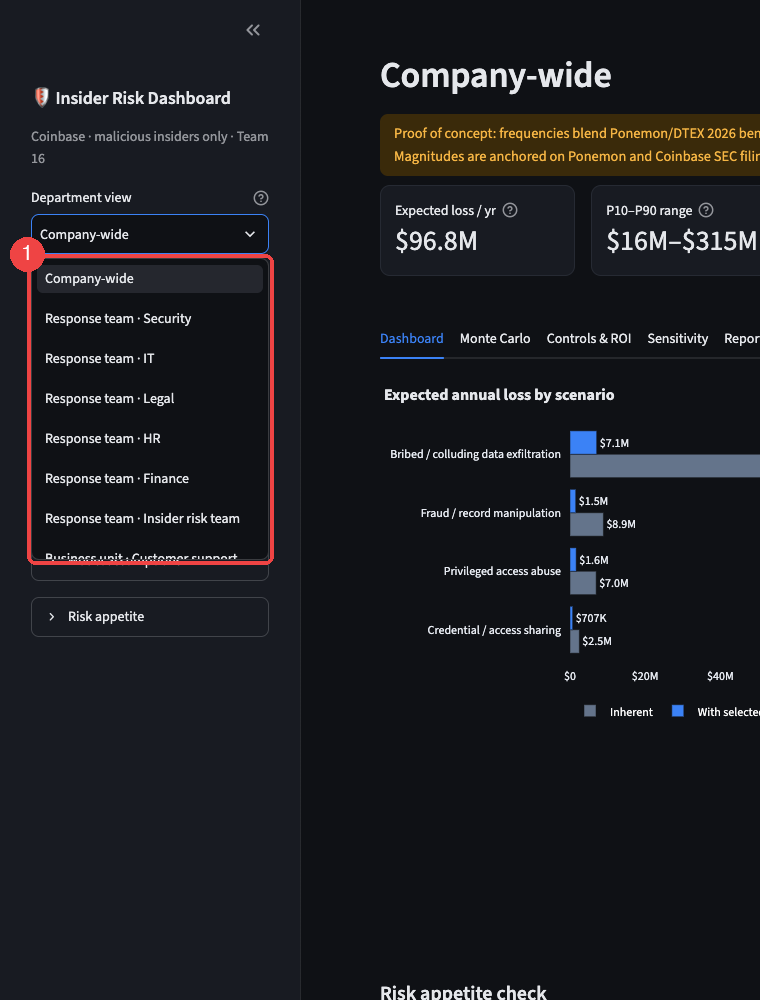 Insider Risk Dashboard
Coinbase · malicious insiders only · Team
16
Department view
Company-wide
1
Company-wide
Response team · Security
Response team · IT
Response team · Legal
Response team · HR
Response team · Finance
Response team · Insider risk team
Business unit · Customer support
Risk appetite
Company-wide
Proof of concept: frequencies blend Ponemon/DTEX 2026 ben
Magnitudes are anchored on Ponemon and Coinbase SEC filin
Expected loss / yr
$96.8M
P10–P90 range
$16M–$315M
Dashboard Monte Carlo Controls & ROI Sensitivity Repor
Expected annual loss by scenario
Bribed / colluding data exfiltration $7.1M
Fraud / record manipulation $1.5M
$8.9M
Privileged access abuse $1.6M
$7.0M
Credential / access sharing $707K
$2.5M
$0 $20M $40M
Inherent With selected
Risk appetite check